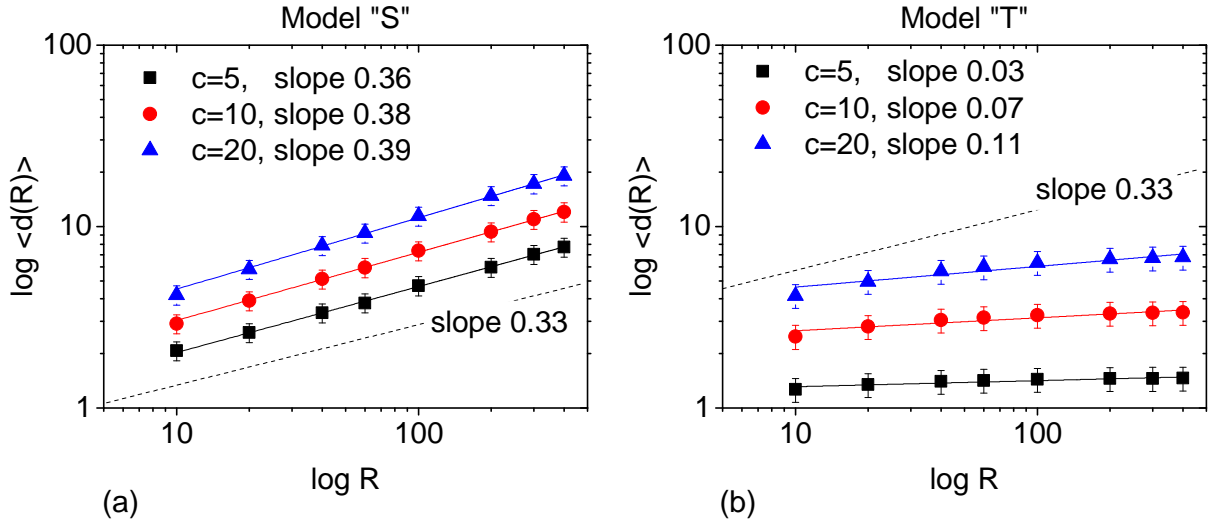 Model "S"
100
c=5, slope 0.36
c=10, slope 0.38
c=20, slope 0.39
10
log <d(R)>
slope 0.33
1
10
100
log R
(a)
Model "T"
100
c=5, slope 0.03
c=10, slope 0.07
c=20, slope 0.11
slope 0.33
10
log <d(R)>
1
10
100
log R
(b)